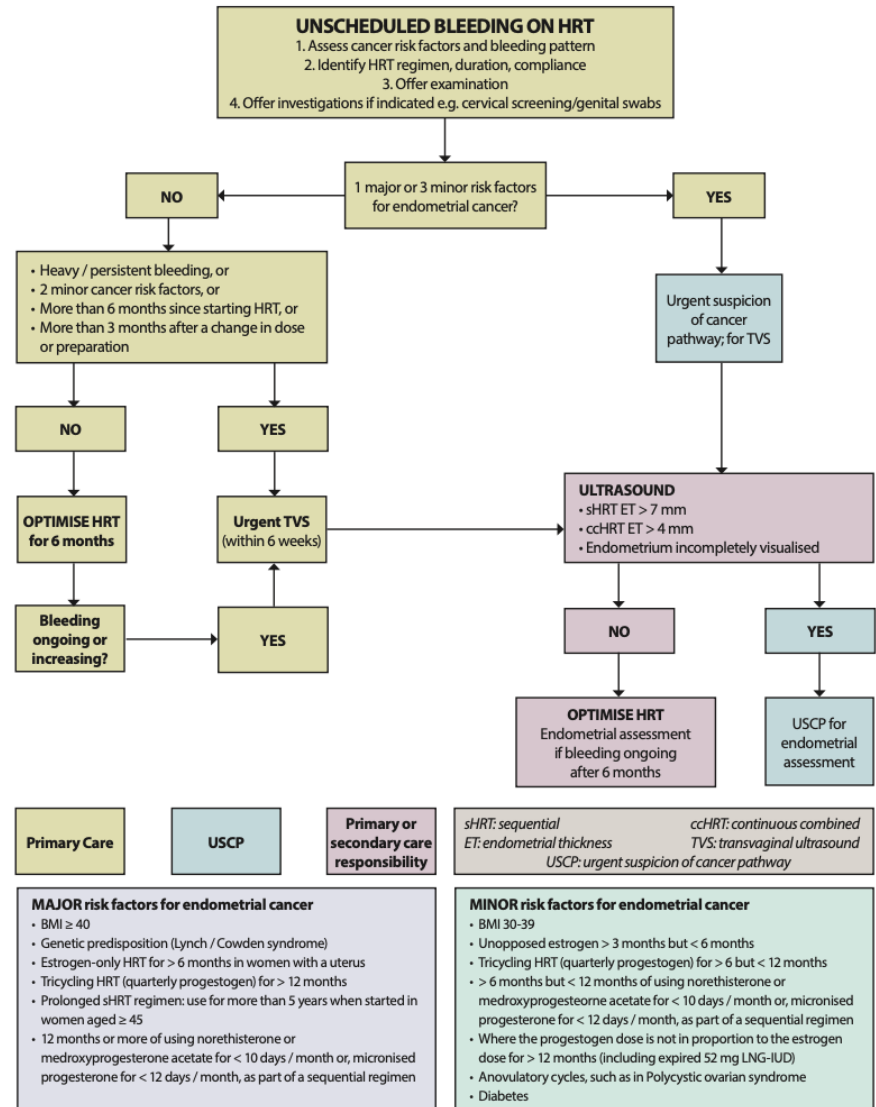 UNSCHEDULED BLEEDING ON HRT
1. Assess cancer risk factors and bleeding pattern
2. Identify HRT regimen, duration, compliance
3. Offer examination
4. Offer investigations if indicated e.g. cervical screening/genital swabs
NO
1 major or 3 minor risk factors
for endometrial cancer?
YES
• Heavy / persistent bleeding, or
• 2 minor cancer risk factors, or
• More than 6 months since starting HRT, or
• More than 3 months after a change in dose
or preparation
Urgent suspicion
of cancer
pathway; for TVS
NO
YES
OPTIMISE HRT
for 6 months
Urgent TVS
(within 6 weeks)
ULTRASOUND
• sHRT ET > 7 mm
• ccHRT ET > 4 mm
• Endometrium incompletely visualised
Bleeding
ongoing or
increasing?
YES
NO
YES
OPTIMISE HRT
Endometrial assessment
if bleeding ongoing
after 6 months
USCP for
endometrial
assessment
Primary Care
USCP
Primary or
secondary care
responsibility
sHRT: sequential ccHRT: continuous combined
ET: endometrial thickness TVS: transvaginal ultrasound
USCP: urgent suspicion of cancer pathway
MAJOR risk factors for endometrial cancer
• BMI ≥ 40
• Genetic predisposition (Lynch / Cowden syndrome)
• Estrogen-only HRT for > 6 months in women with a uterus
• Tricycling HRT (quarterly progestogen) for > 12 months
• Prolonged sHRT regimen: use for more than 5 years when started in
women aged ≥ 45
• 12 months or more of using norethisterone or
medroxyprogesterone acetate for < 10 days / month or, micronised
progesterone for < 12 days / month, as part of a sequential regimen
MINOR risk factors for endometrial cancer
• BMI 30-39
• Unopposed estrogen > 3 months but < 6 months
• Tricycling HRT (quarterly progestogen) for > 6 but < 12 months
• > 6 months but < 12 months of using norethisterone or
medroxyprogesteorne acetate for < 10 days / month or, micronised
progesterone for < 12 days / month, as part of a sequential regimen
• Where the progestogen dose is not in proportion to the estrogen
dose for > 12 months (including expired 52 mg LNG-IUD)
• Anovulatory cycles, such as in Polycystic ovarian syndrome
• Diabetes